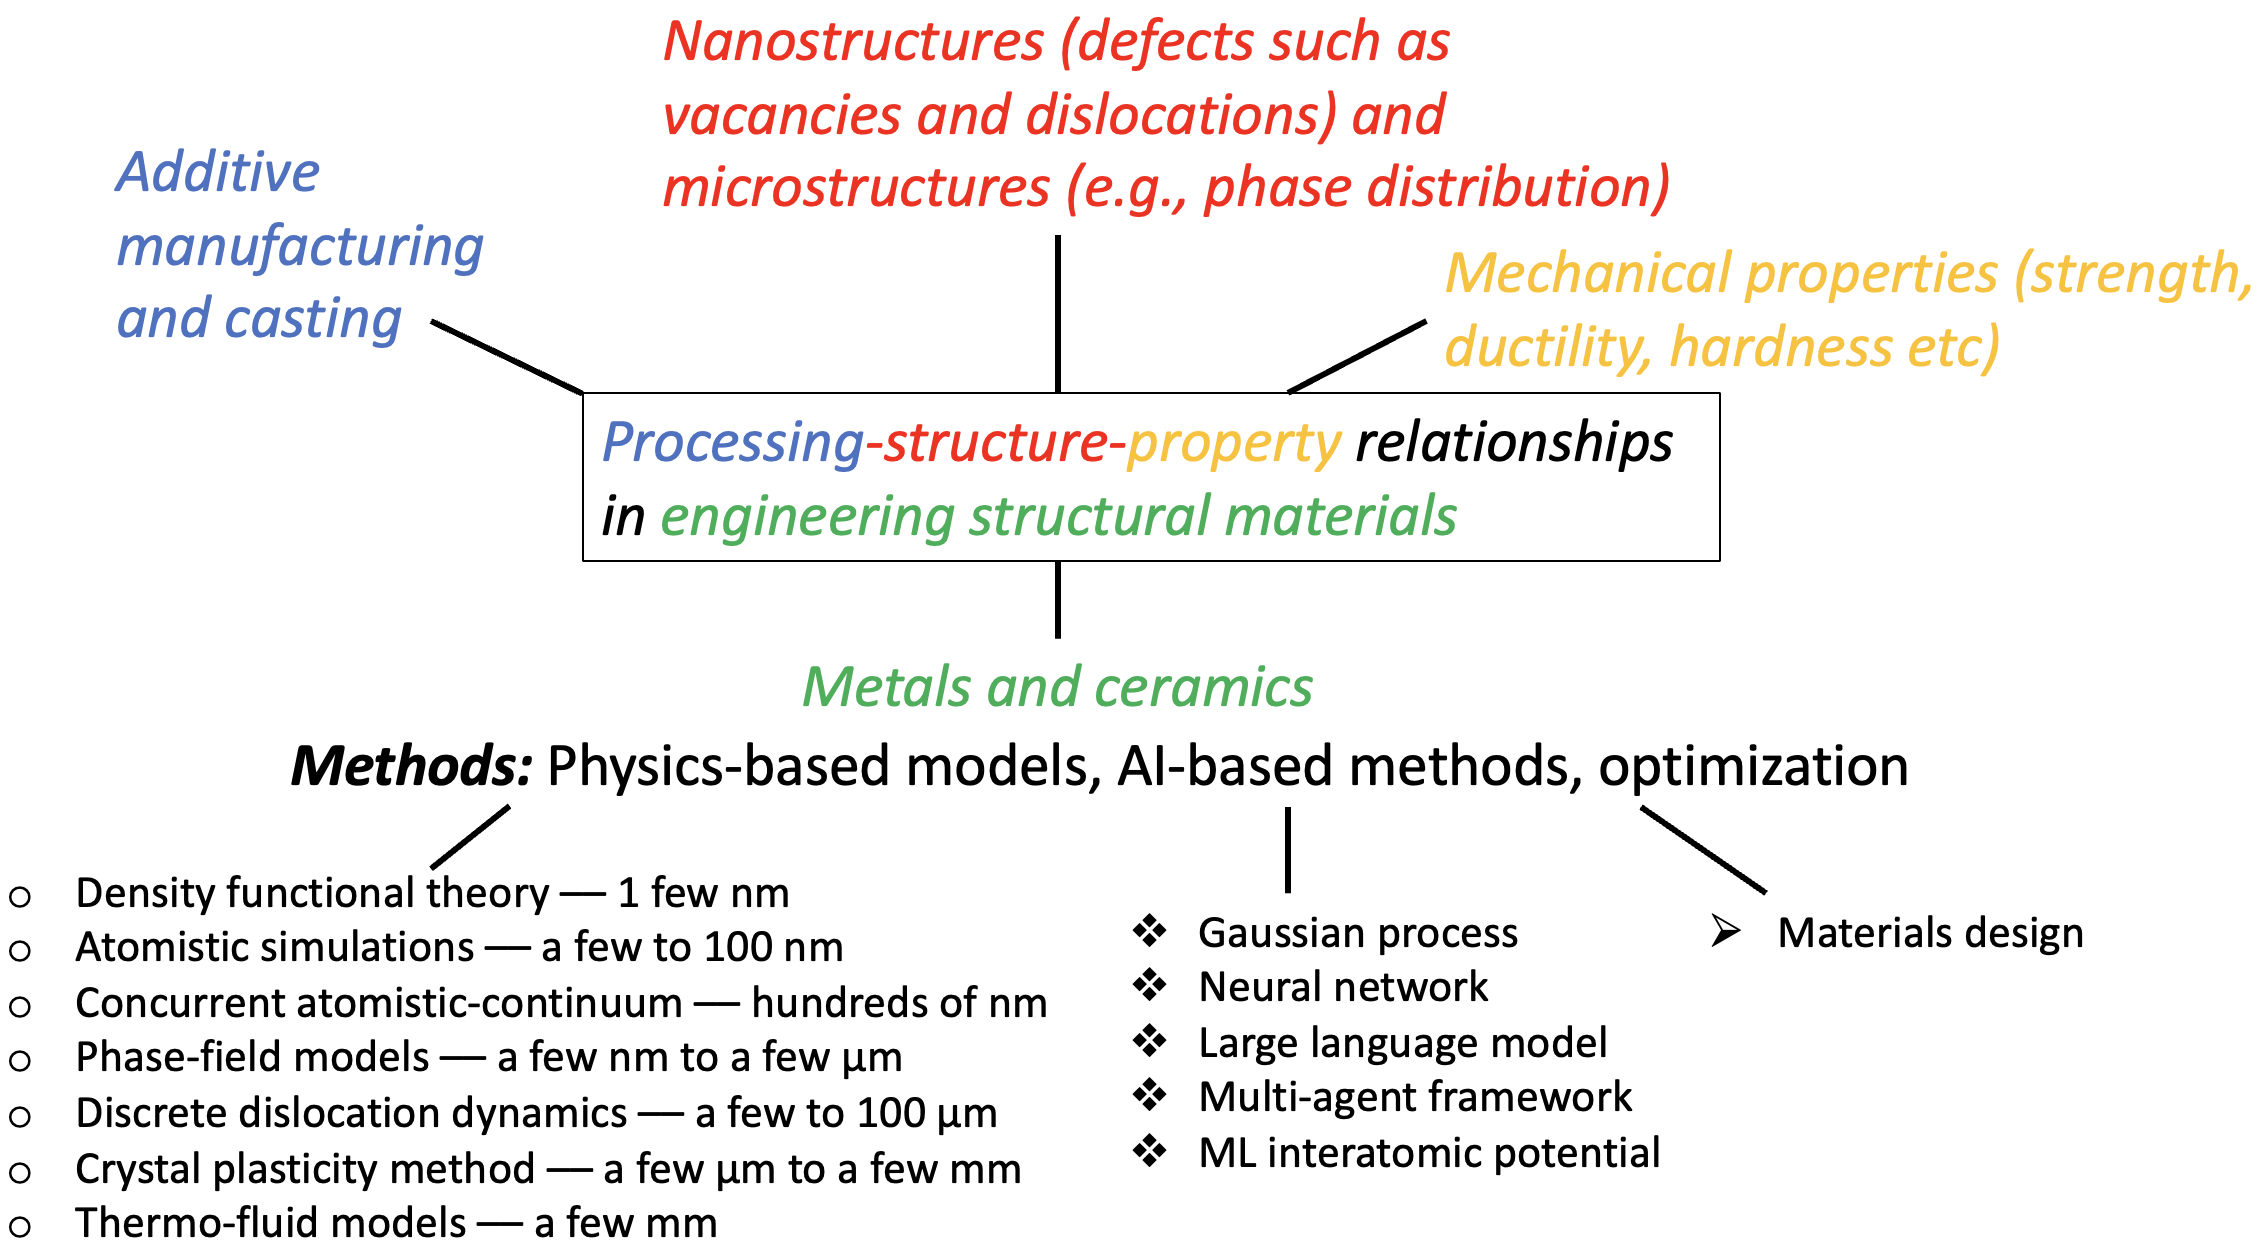 Nanostructures (defects such as
vacancies and dislocations) and
microstructures (e.g., phase distribution)
Additive
manufacturing
and casting
Mechanical properties (strength,
ductility, hardness etc)
Processing-structure-property relationships
in engineering structural materials
Metals and ceramics
Methods: Physics-based models, AI-based methods, optimization
Density functional theory — 1 few nm
Atomistic simulations — a few to 100 nm
Concurrent atomistic-continuum — hundreds of nm
Phase-field models — a few nm to a few µm
Discrete dislocation dynamics — a few to 100 µm
Crystal plasticity method — a few µm to a few mm
Thermo-fluid models — a few mm
Gaussian process
Neural network
Large language model
Multi-agent framework
ML interatomic potential
Materials design